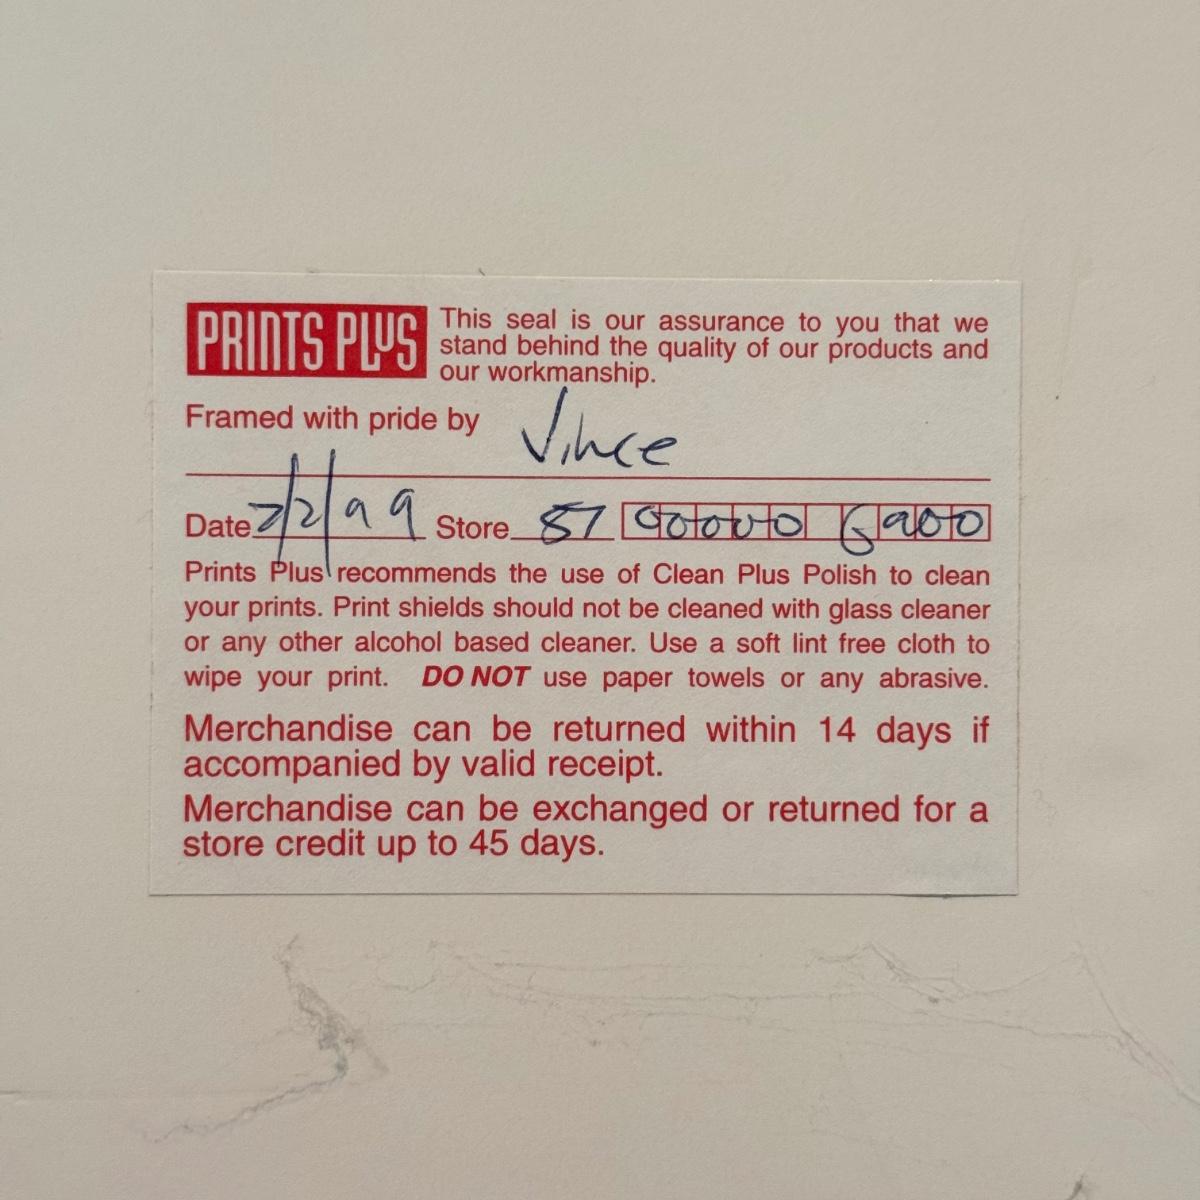 PRINTS PLUS
This seal is our assurance to you that we
stand behind the quality of our products and
our workmanship.
Framed with pride by Vince
Date 2/2/99 Store 57 00000 6900
Prints Plus recommends the use of Clean Plus Polish to clean
your prints. Print shields should not be cleaned with glass cleaner
or any other alcohol based cleaner. Use a soft lint free cloth to
wipe your print. DO NOT use paper towels or any abrasive.
Merchandise can be returned within 14 days if
accompanied by valid receipt.
Merchandise can be exchanged or returned for a
store credit up to 45 days.